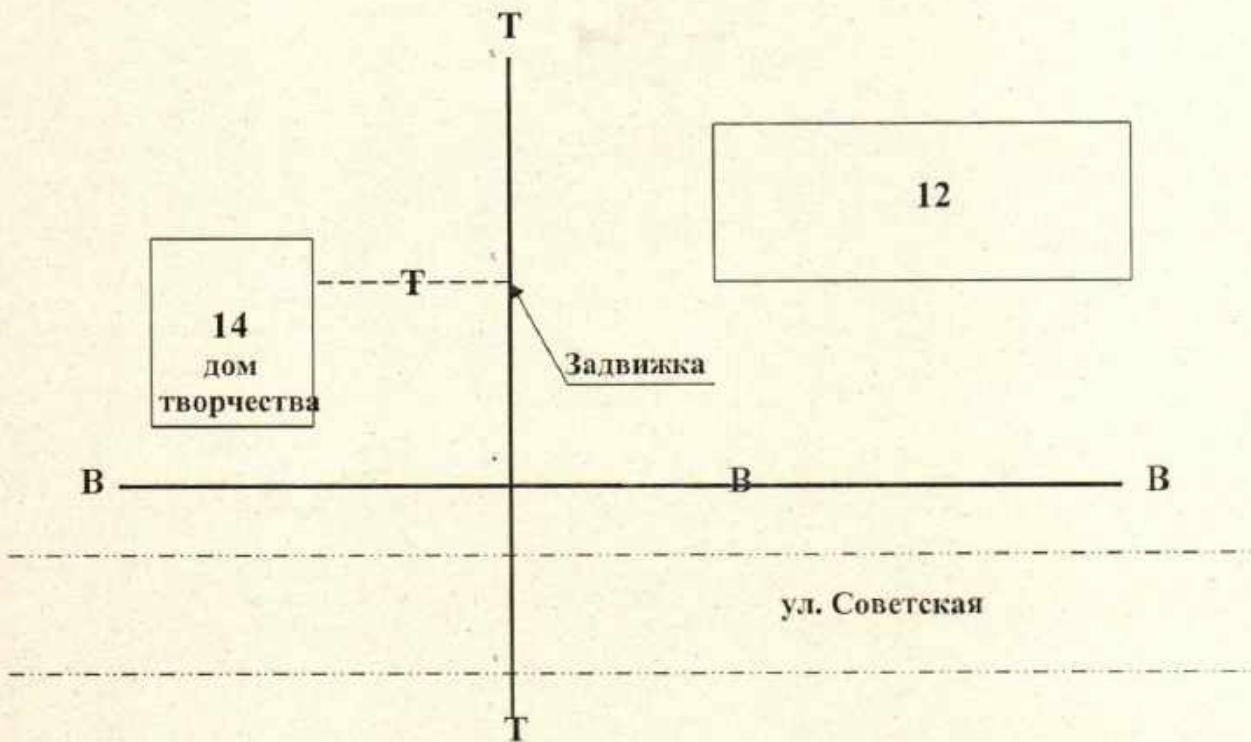 Т
12
Т
14
дом
творчества
Задвижка
В
В
В
ул. Советская
Т